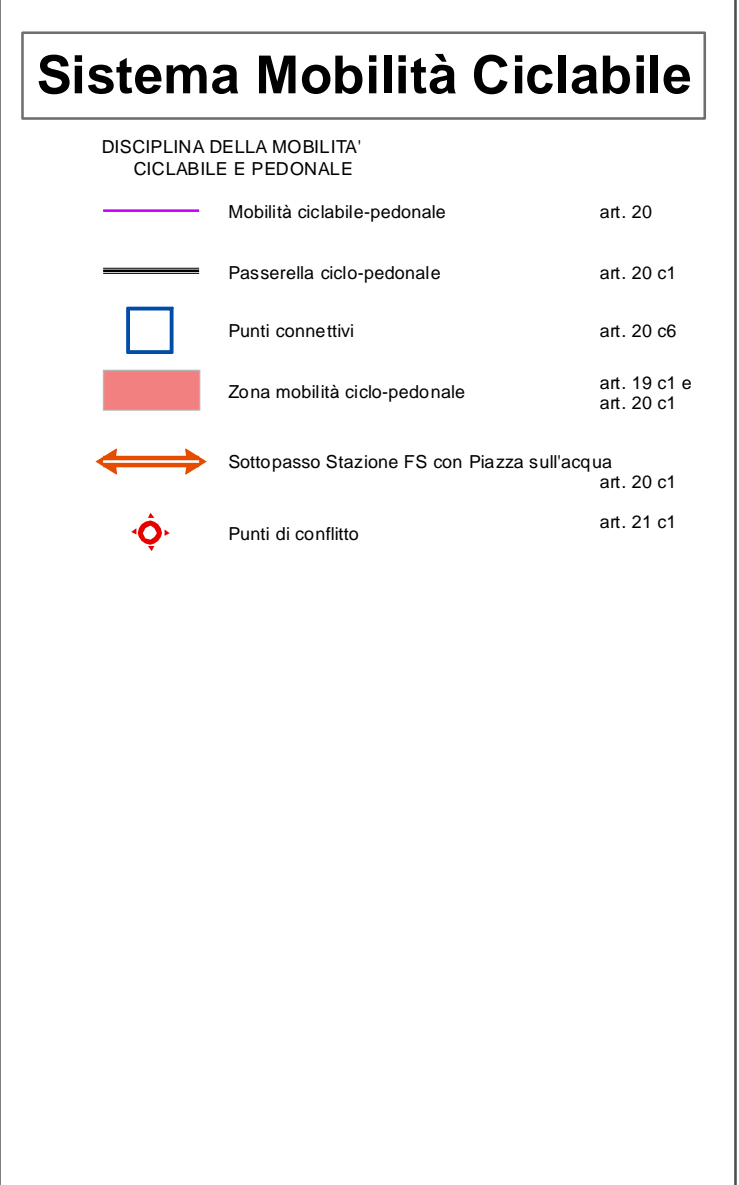 Sistema Mobilità Ciclabile
DISCIPLINA DELLA MOBILITA'
CICLABILE E PEDONALE
Mobilità ciclabile-pedonale art. 20
Passerella ciclo-pedonale art. 20 c1
Punti connettivi art. 20 c6
Zona mobilità ciclo-pedonale art. 19 c1 e
art. 20 c1
Sottopasso Stazione FS con Piazza sull'acqua
art. 20 c1
Punti di conflitto art. 21 c1